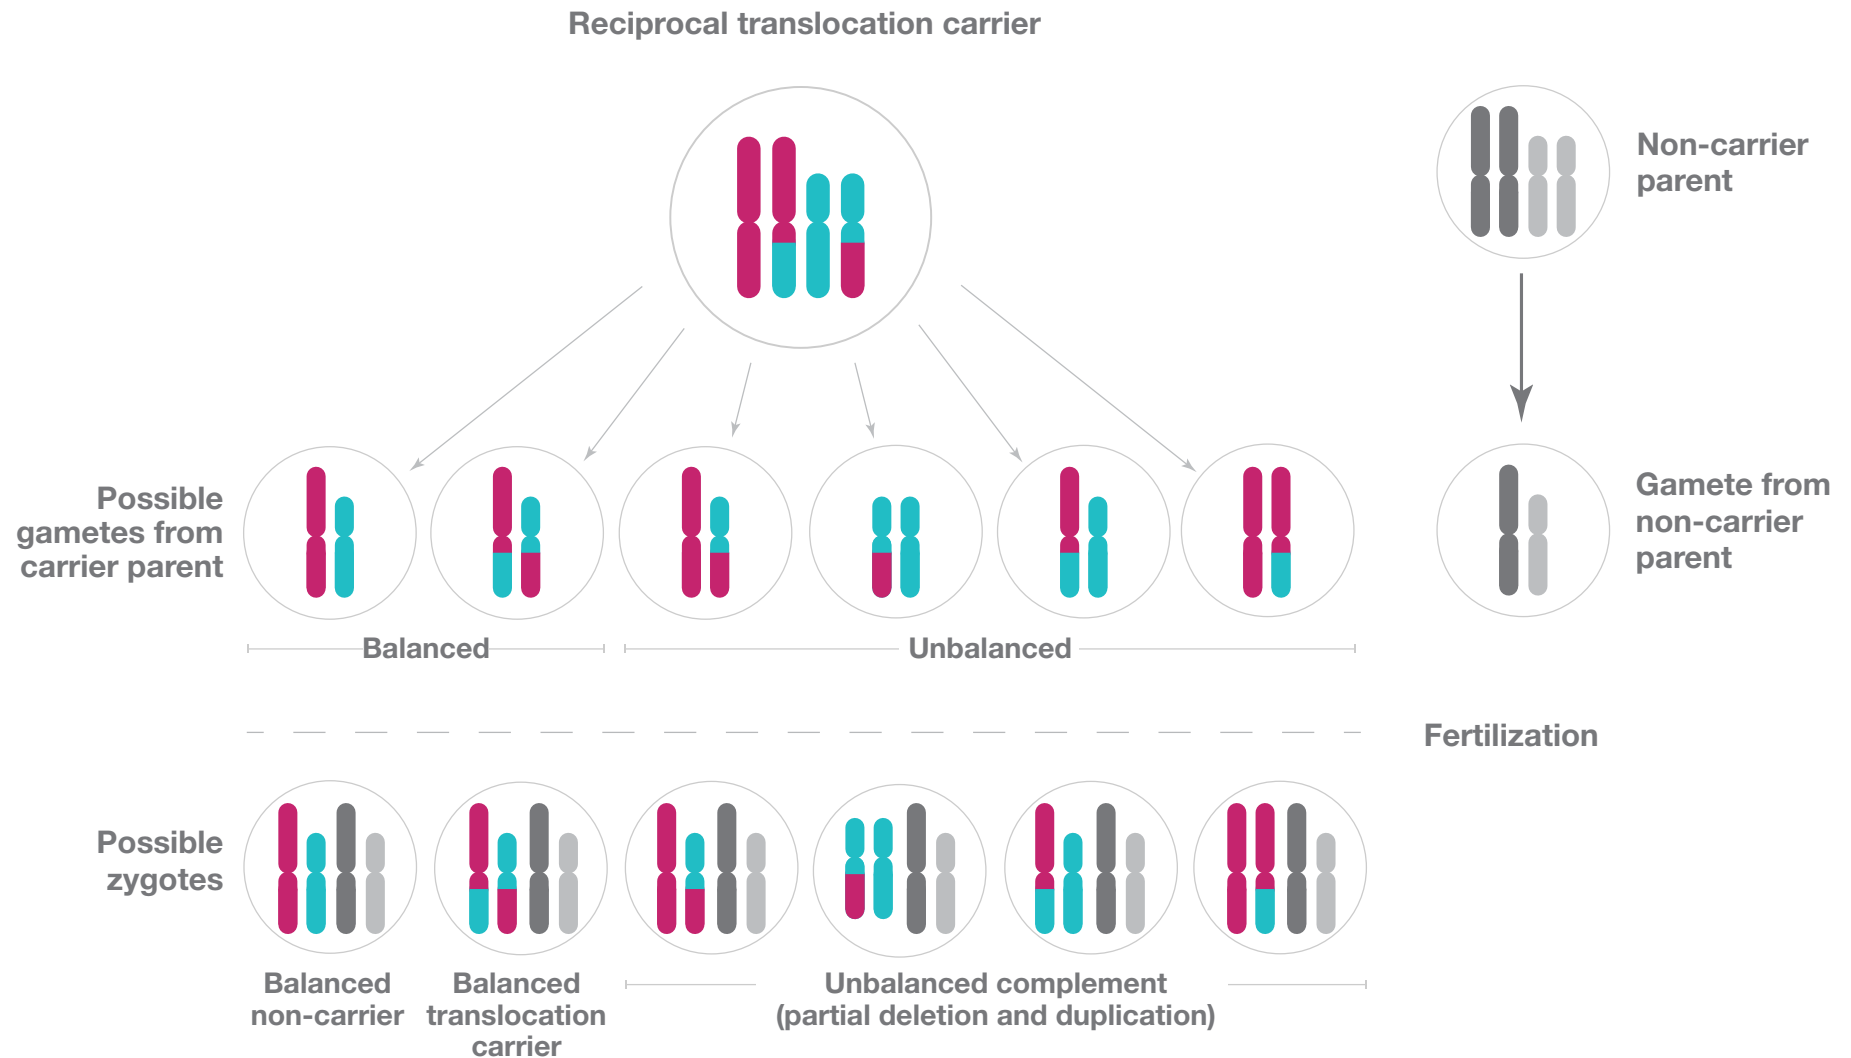 Reciprocal translocation carrier
Non-carrier
parent
Possible
gametes from
carrier parent
Gamete from
non-carrier
parent
Balanced
Unbalanced
Fertilization
Possible
zygotes
Balanced
non-carrier
Balanced
translocation
carrier
Unbalanced complement
(partial deletion and duplication)